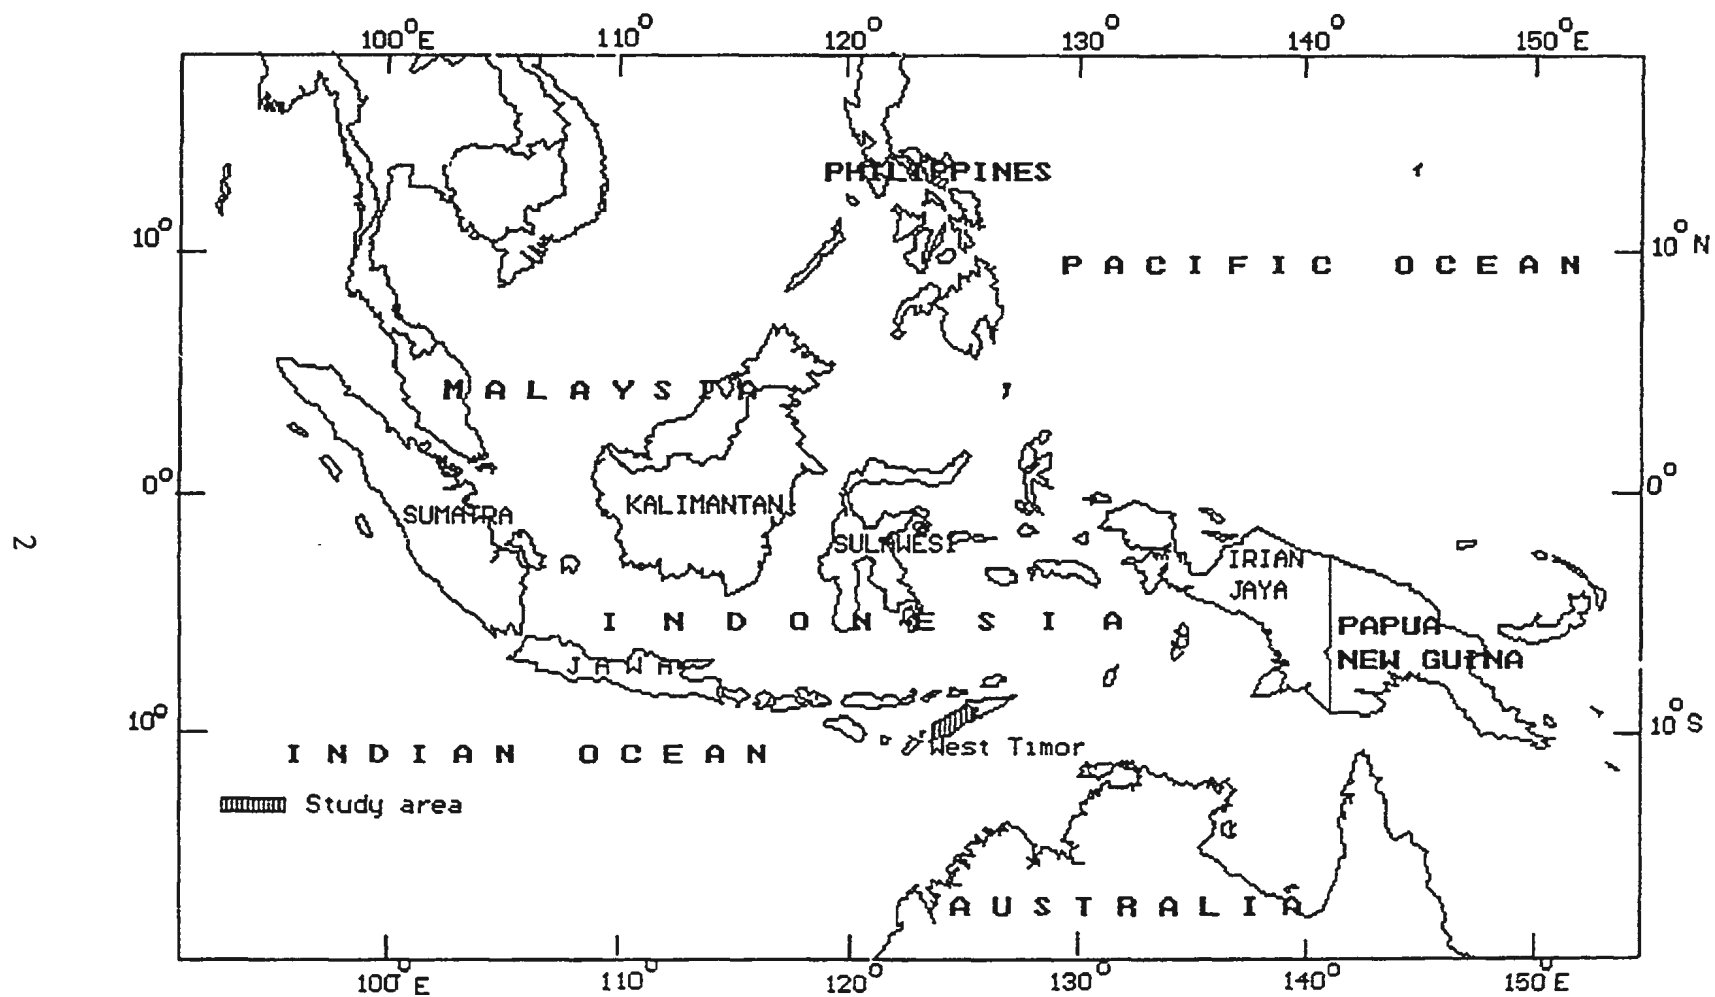 100°E 110° 120° 130° 140° 150°E
PHILIPPINES
10° 10°N
PACIFIC OCEAN
MALAYSIA
0° 0°
KALIMANTAN
SUMATRA
2
SULAWESI
IRIAN
JAYA
INDONESIA
PAPUA
JAWA
NEW GUINA
10° 10°S
West Timor
INDIAN OCEAN
Study area
AUSTRALIA
100°E 110° 120° 130° 140° 150°E